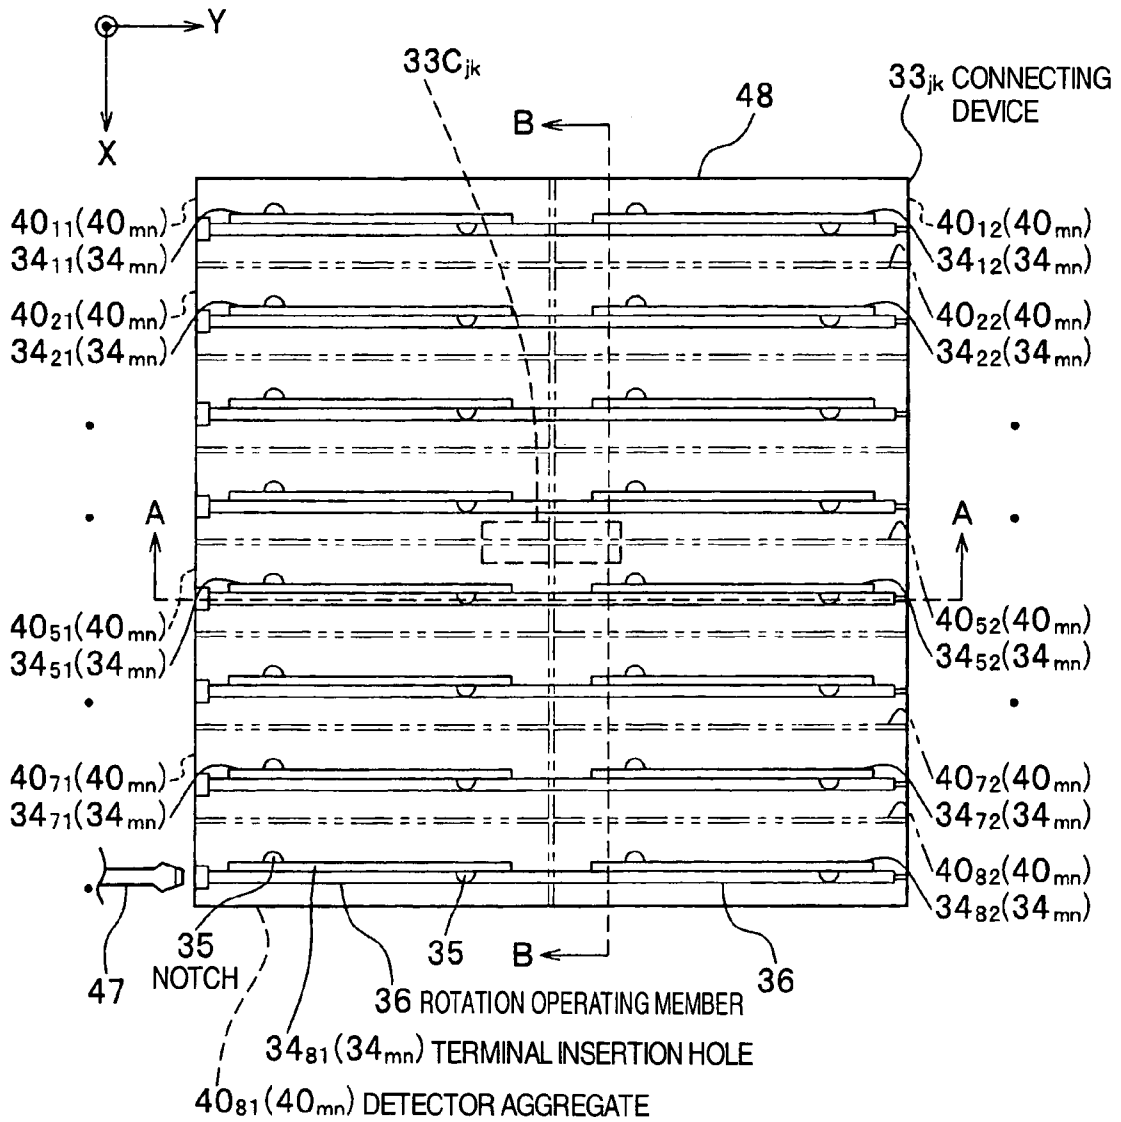 Y
X
33Cjk
B
48
33jk CONNECTING
DEVICE
4011(40mn)
3411(34mn)
4012(40mn)
3412(34mn)
4021(40mn)
3421(34mn)
4022(40mn)
3422(34mn)
A
A
4051(40mn)
3451(34mn)
4052(40mn)
3452(34mn)
4071(40mn)
3471(34mn)
4072(40mn)
3472(34mn)
4082(40mn)
3482(34mn)
47
35
NOTCH
35
B
36
36 ROTATION OPERATING MEMBER
3481(34mn) TERMINAL INSERTION HOLE
4081(40mn) DETECTOR AGGREGATE